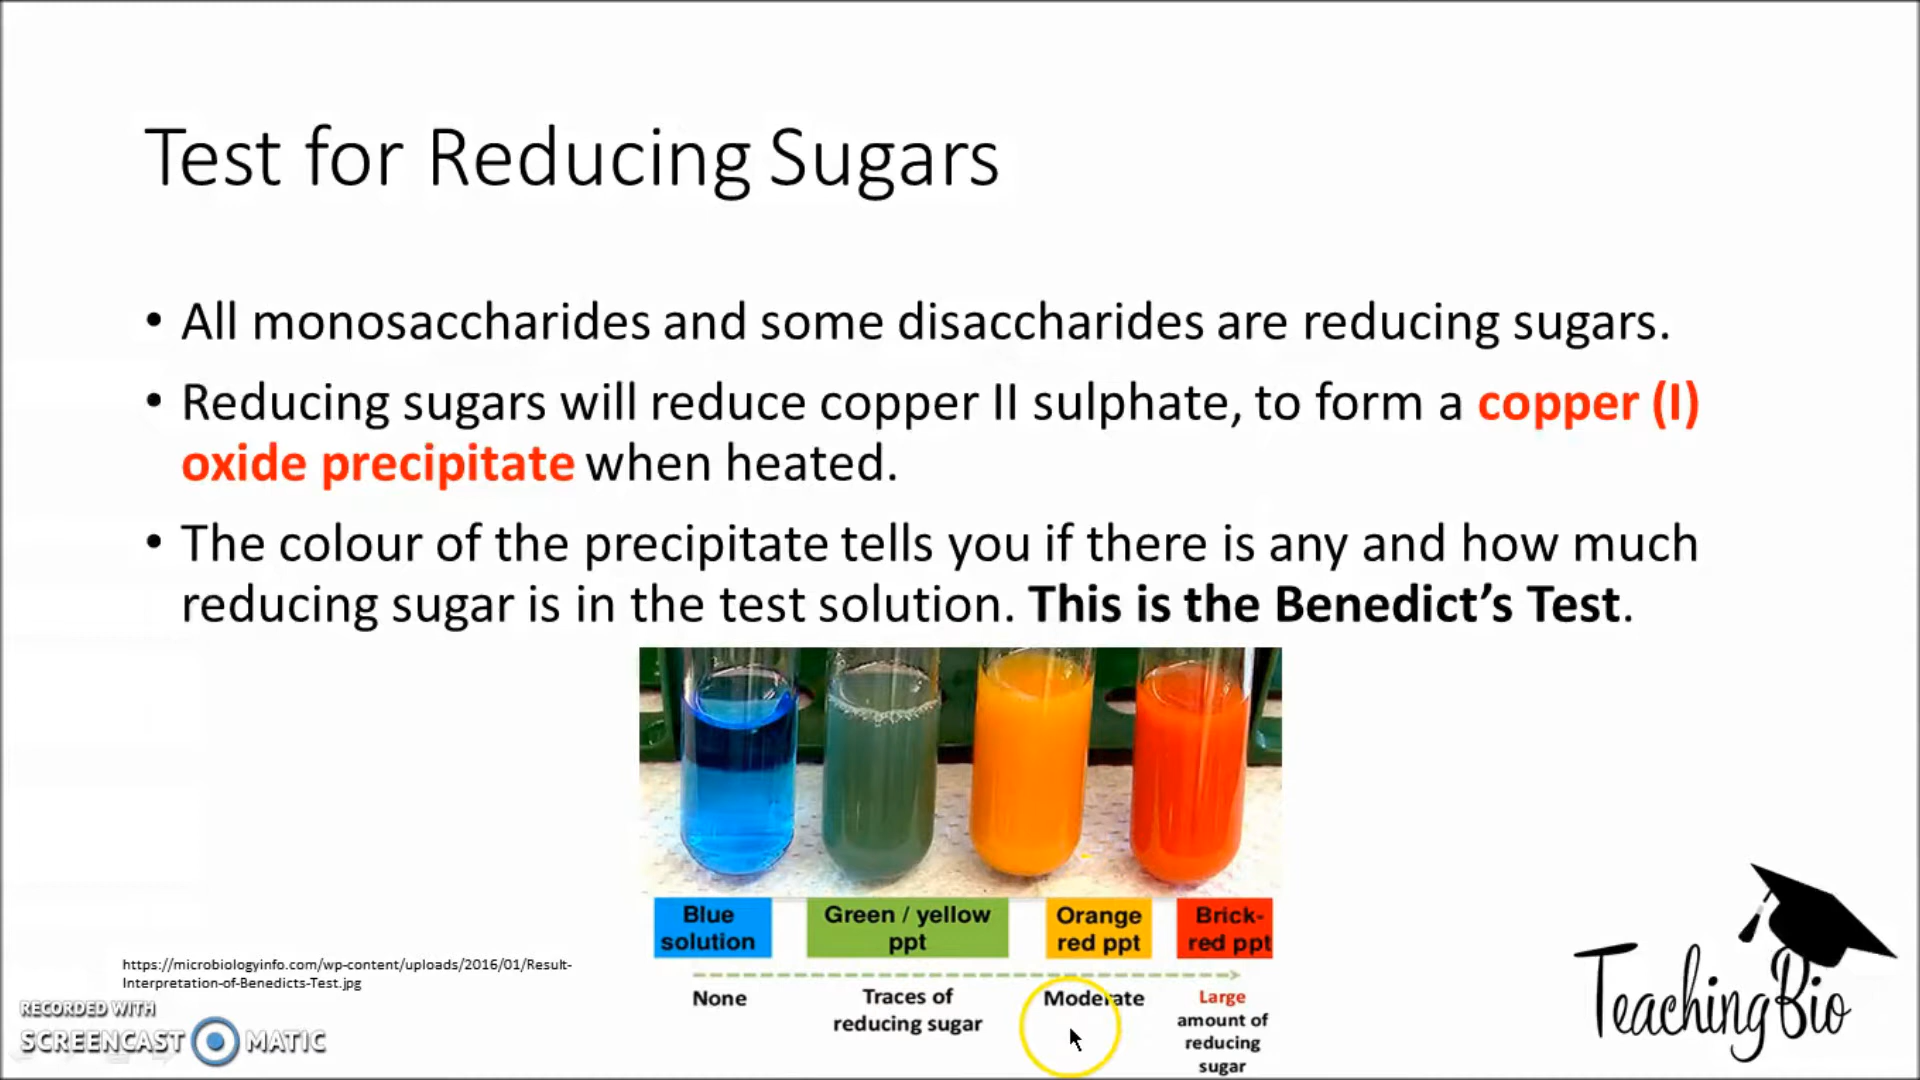 Test for Reducing Sugars
• All monosaccharides and some disaccharides are reducing sugars.
• Reducing sugars will reduce copper II sulphate, to form a copper (I)
oxide precipitate when heated.
• The colour of the precipitate tells you if there is any and how much
reducing sugar is in the test solution. This is the Benedict’s Test.
Blue
solution
Green / yellow
ppt
Orange
red ppt
Brick-
red ppt
None
Traces of
reducing sugar
Moderate
Large
amount of
reducing
sugar
https://microbiologyinfo.com/wp-content/uploads/2016/01/Result-
Interpretation-of-Benedicts-Test.jpg
RECORDED WITH
SCREENCAST MATIC
TeachingBio